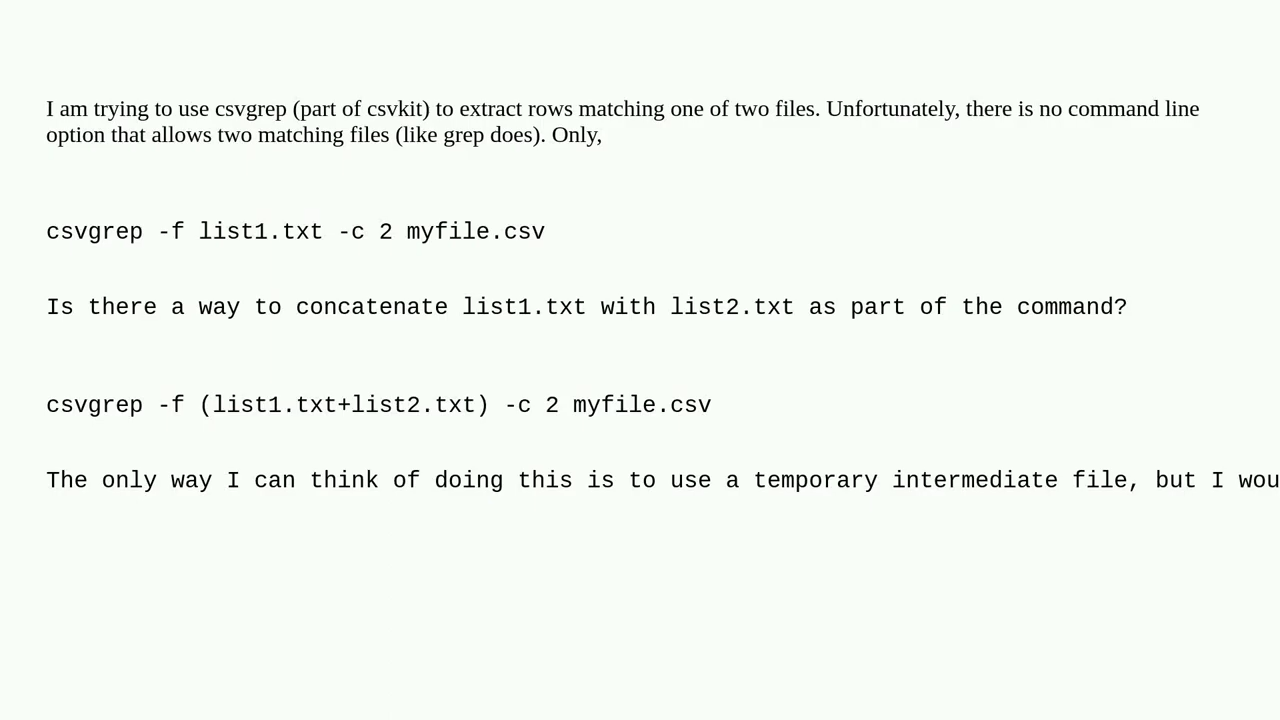 I am trying to use csvgrep (part of csvkit) to extract rows matching one of two files. Unfortunately, there is no command line
option that allows two matching files (like grep does). Only,
csvgrep -f list1.txt -c 2 myfile.csv
Is there a way to concatenate list1.txt with list2.txt as part of the command?
csvgrep -f (list1.txt+list2.txt) -c 2 myfile.csv
The only way I can think of doing this is to use a temporary intermediate file, but I